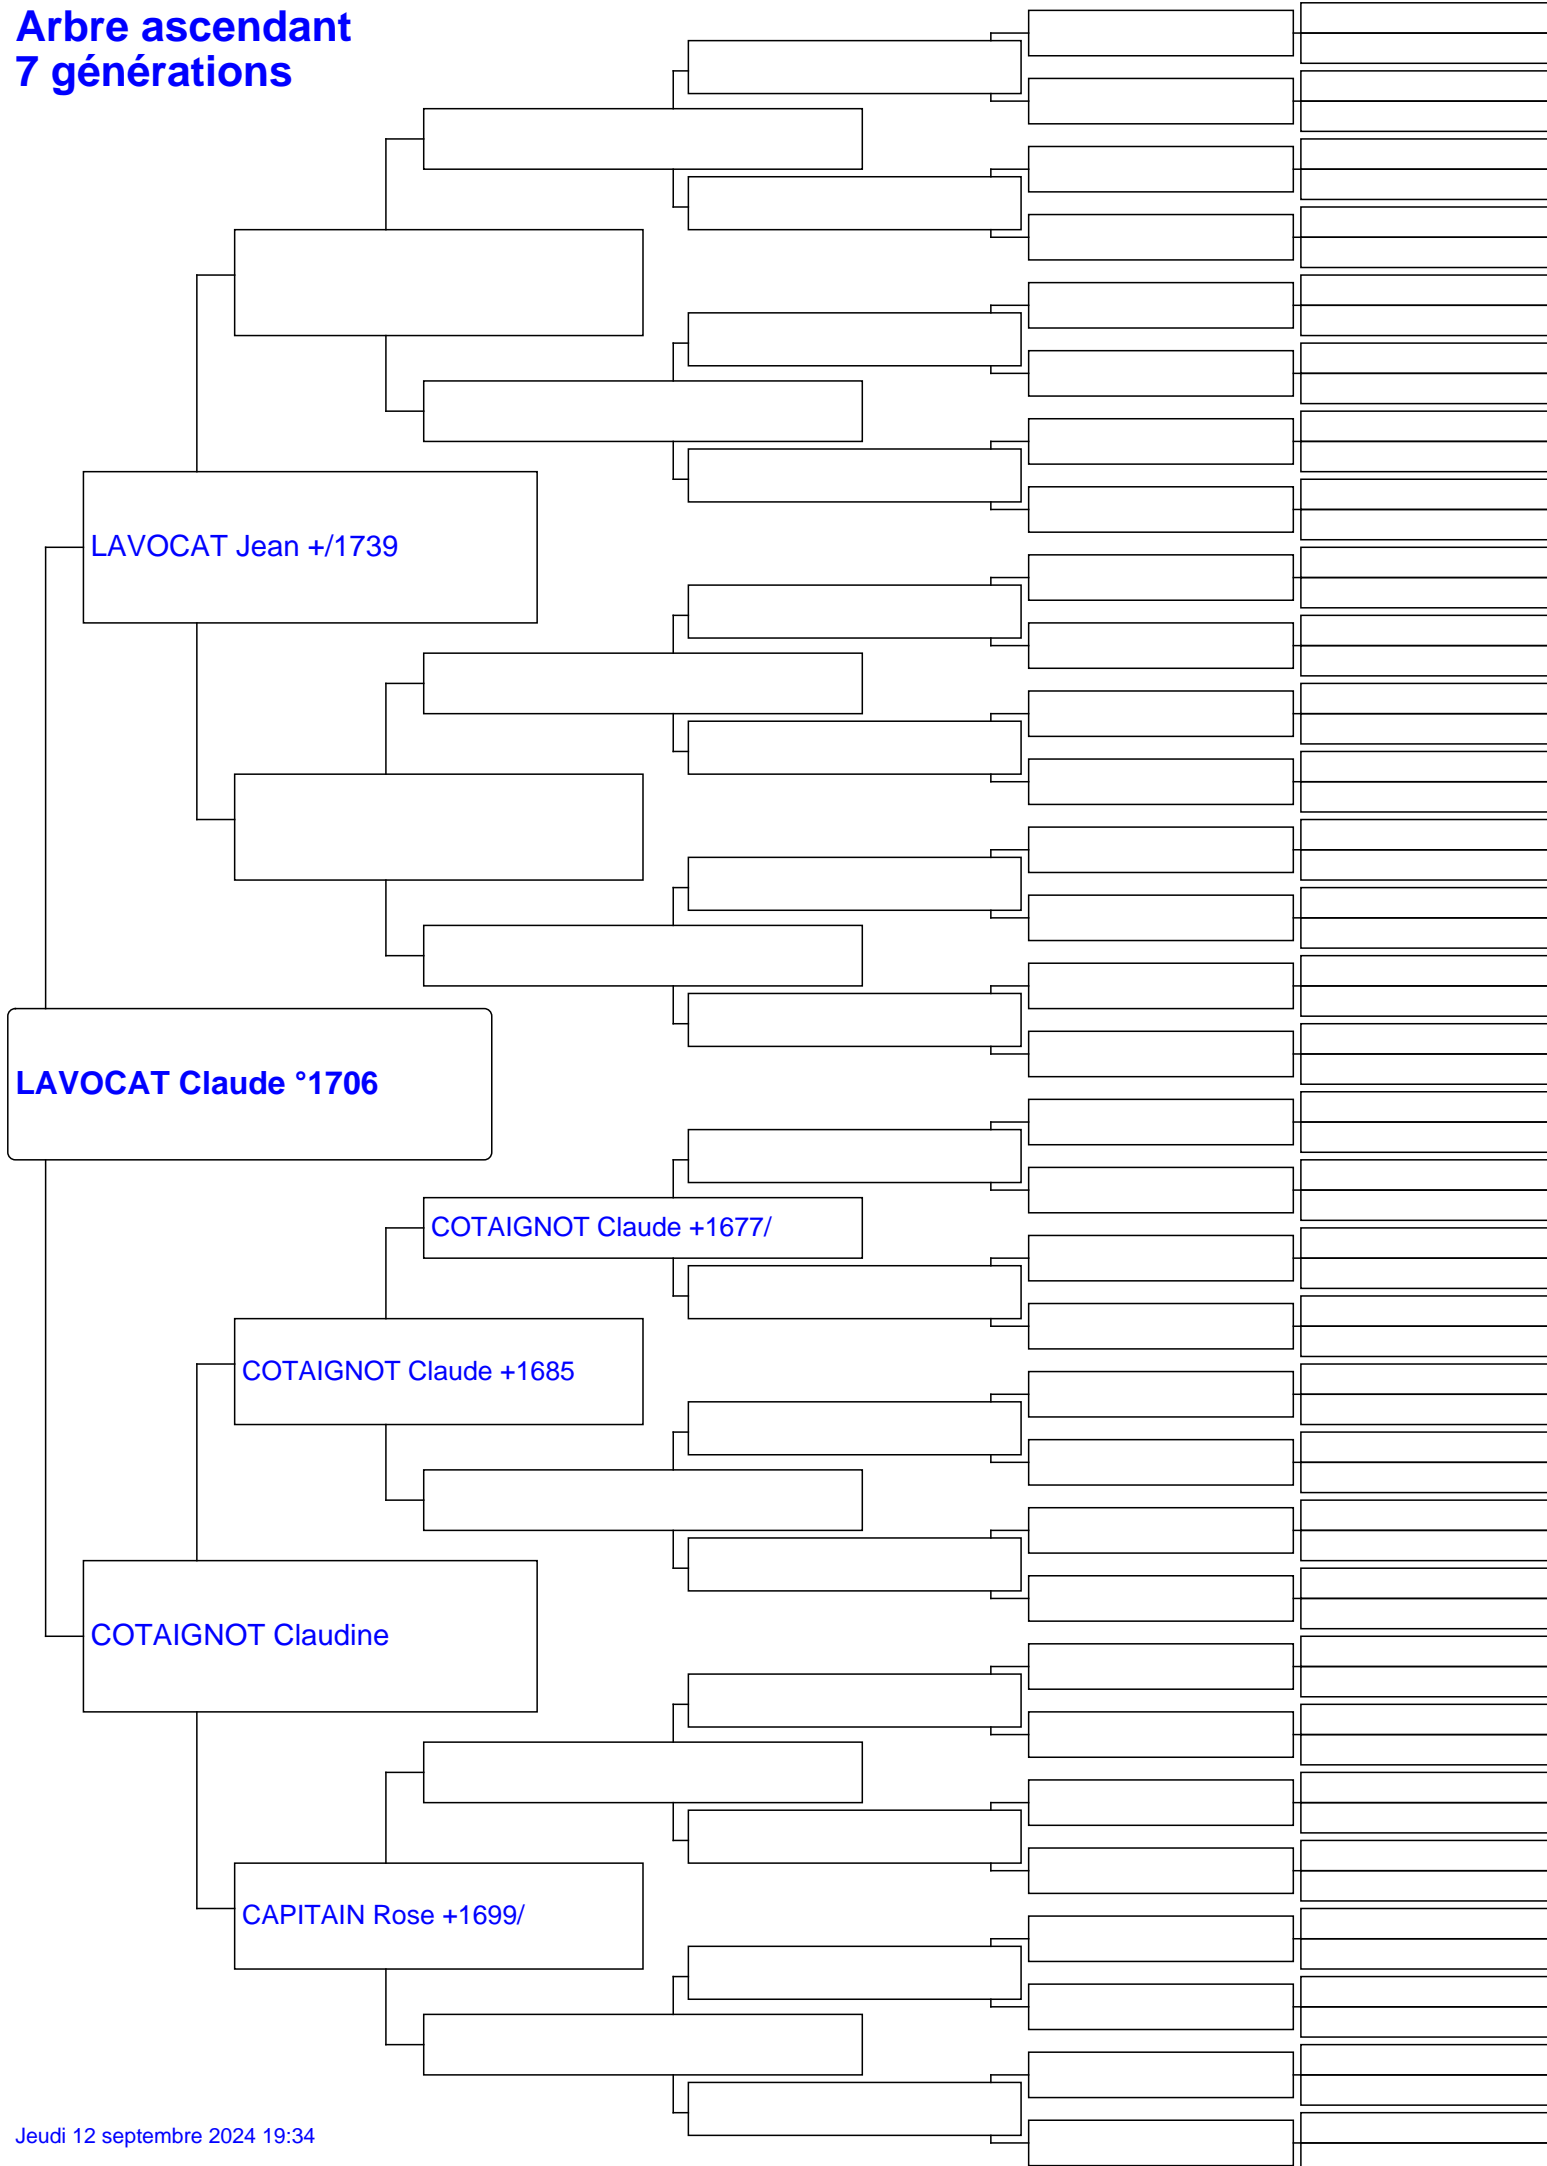 Arbre ascendant
7 générations
LAVOCAT Jean +/1739
LAVOCAT Claude °1706
COTAIGNOT Claude +1677/
COTAIGNOT Claude +1685
COTAIGNOT Claudine
CAPITAIN Rose +1699/
Jeudi 12 septembre 2024 19:34